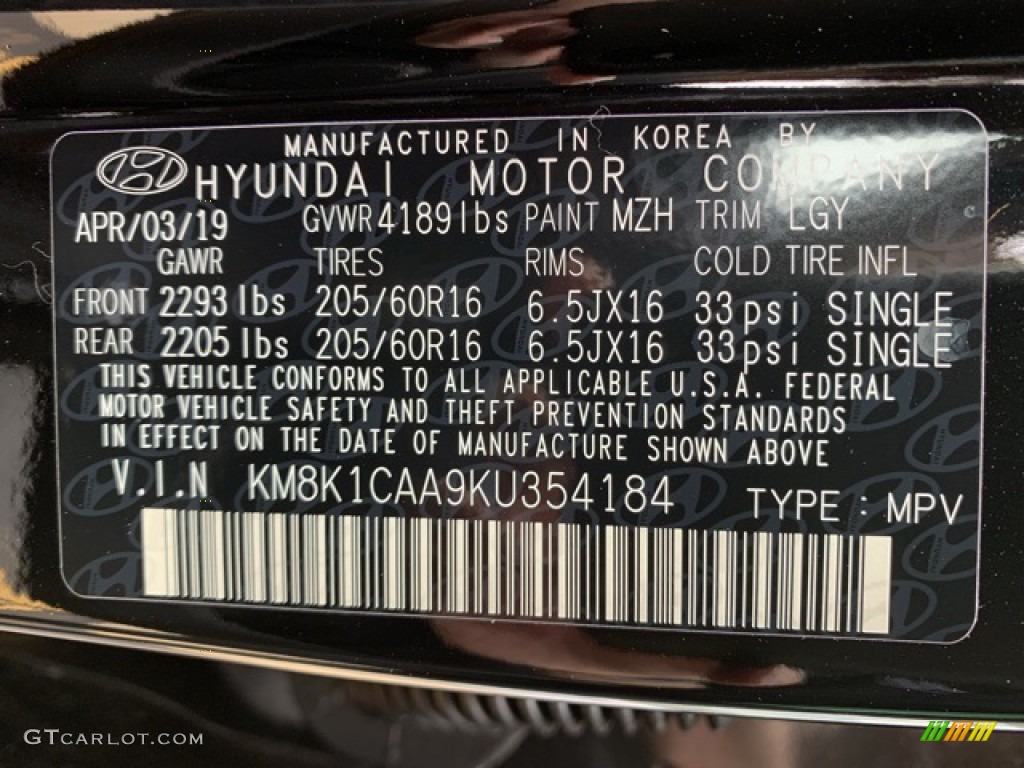 MANUFACTURED IN KOREA BY
HYUNDAI MOTOR COMPANY
APR/03/19 GVWR 4189lbs PAINT MZH TRIM LGY
GAWR TIRES RIMS COLD TIRE INFL
FRONT 2293 lbs 205/60R16 6.5JX16 33psi SINGLE
REAR 2205 lbs 205/60R16 6.5JX16 33psi SINGLE
THIS VEHICLE CONFORMS TO ALL APPLICABLE U.S.A. FEDERAL
MOTOR VEHICLE SAFETY AND THEFT PREVENTION STANDARDS
IN EFFECT ON THE DATE OF MANUFACTURE SHOWN ABOVE
V.I.N KM8K1CAA9KU354184 TYPE : MPV
GTCARLOT.COM